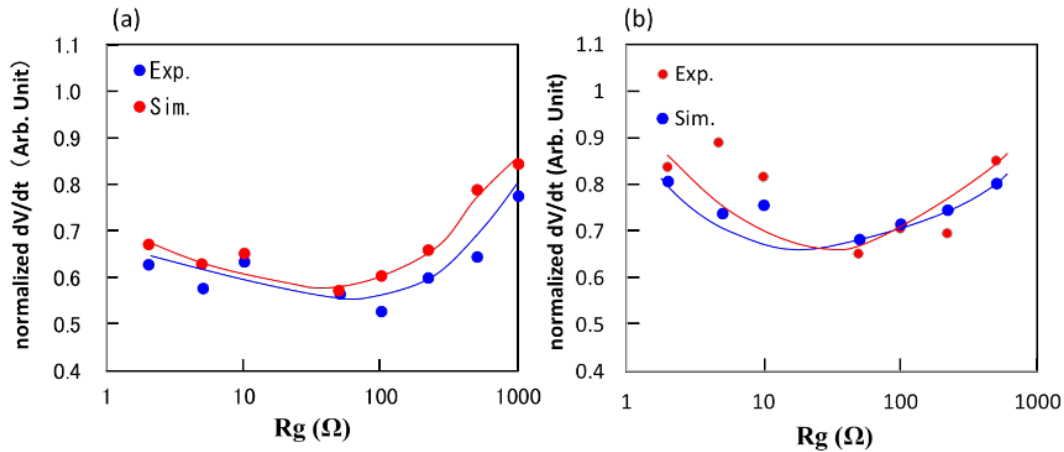 (a)
normalized dV/dt (Arb. Unit)
1.1
1.0
0.9
0.8
0.7
0.6
0.5
0.4
Exp.
Sim.
1
10
100
1000
Rg (Ω)
(b)
normalized dV/dt (Arb. Unit)
1.1
1
0.9
0.8
0.7
0.6
0.5
0.4
Exp.
Sim.
1
10
100
1000
Rg (Ω)